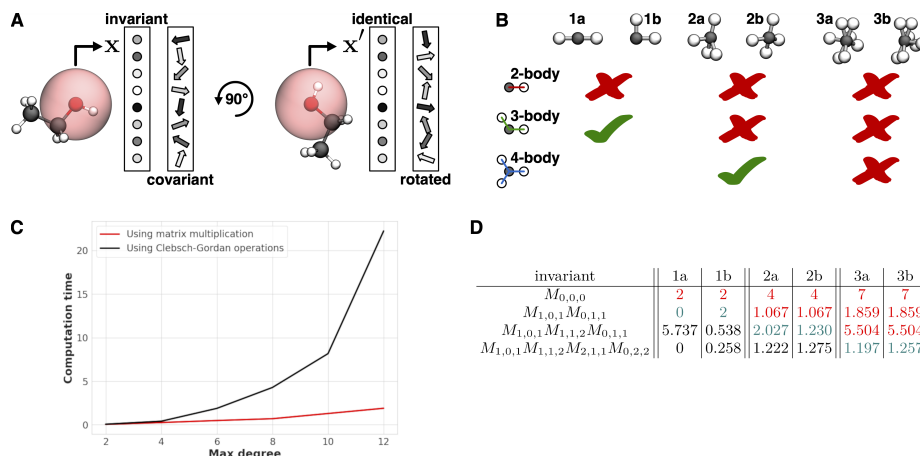 A
invariant
identical
x
x′
90°
covariant
rotated
B
1a 1b 2a 2b 3a 3b
2-body
3-body
4-body
C
Using matrix multiplication
Using Clebsch-Gordan operations
Computation time
20
15
10
5
0
2 4 6 8 10 12
Max degree
D
invariant 1a 1b 2a 2b 3a 3b
M0,0,0 2 2 4 4 7 7
M1,0,1M0,1,1 0 2 1.067 1.067 1.859 1.859
M1,0,1M1,1,2M0,1,1 5.737 0.538 2.027 1.230 5.504 5.504
M1,0,1M1,1,2M2,1,1M0,2,2 0 0.258 1.222 1.275 1.197 1.257